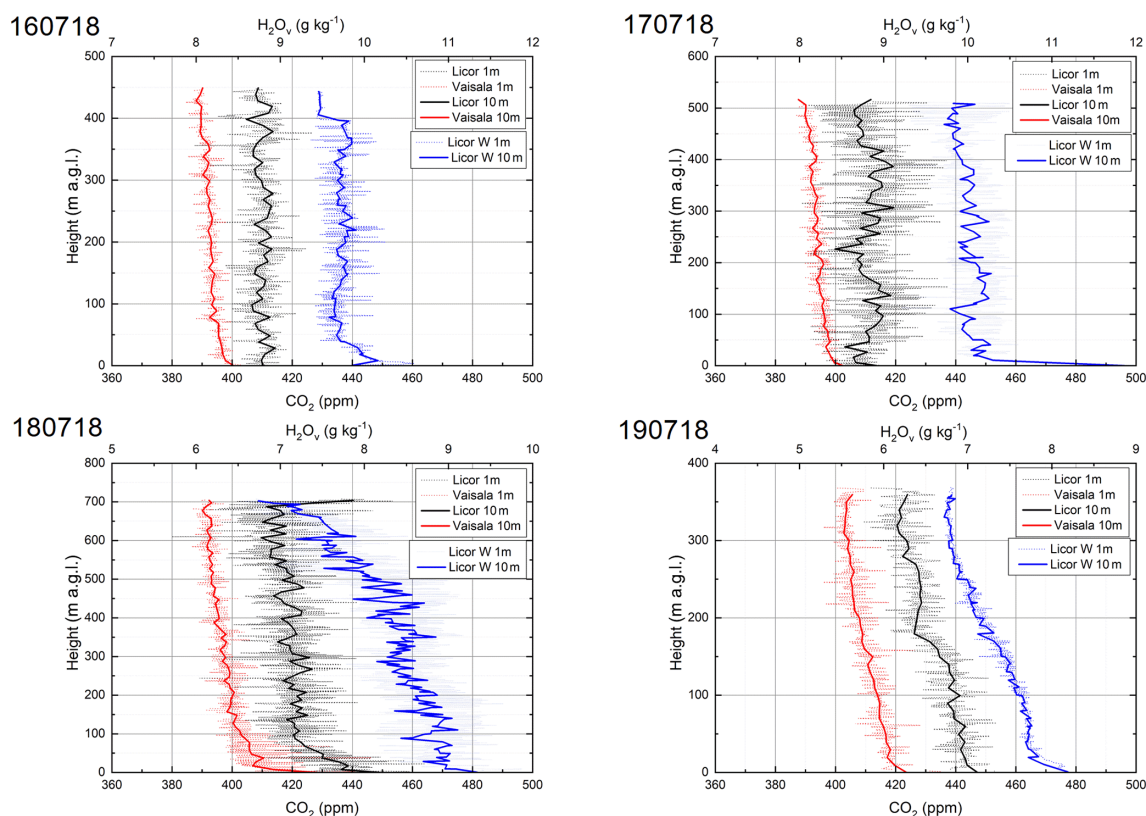 160718
H₂Oᵥ (g kg⁻¹)
7 8 9 10 11 12
500
400
300
200
100
0
Height (m a.g.l.)
Licor 1m
Vaisala 1m
Licor 10 m
Vaisala 10m
Licor W 1m
Licor W 10 m
360 380 400 420 440 460 480 500
CO₂ (ppm)
170718
H₂Oᵥ (g kg⁻¹)
7 8 9 10 11 12
600
500
400
300
200
100
0
Height (m a.g.l.)
Licor 1m
Vaisala 1m
Licor 10 m
Vaisala 10m
Licor W 1m
Licor W 10 m
360 380 400 420 440 460 480 500
CO₂ (ppm)
180718
H₂Oᵥ (g kg⁻¹)
5 6 7 8 9 10
800
700
600
500
400
300
200
100
0
Height (m a.g.l.)
Licor 1m
Vaisala 1m
Licor 10 m
Vaisala 10m
Licor W 1m
Licor W 10 m
360 380 400 420 440 460 480 500
CO₂ (ppm)
190718
H₂Oᵥ (g kg⁻¹)
4 5 6 7 8 9
400
300
200
100
0
Height (m a.g.l.)
Licor 1m
Vaisala 1m
Licor 10 m
Vaisala 10m
Licor W 1m
Licor W 10 m
360 380 400 420 440 460 480 500
CO₂ (ppm)